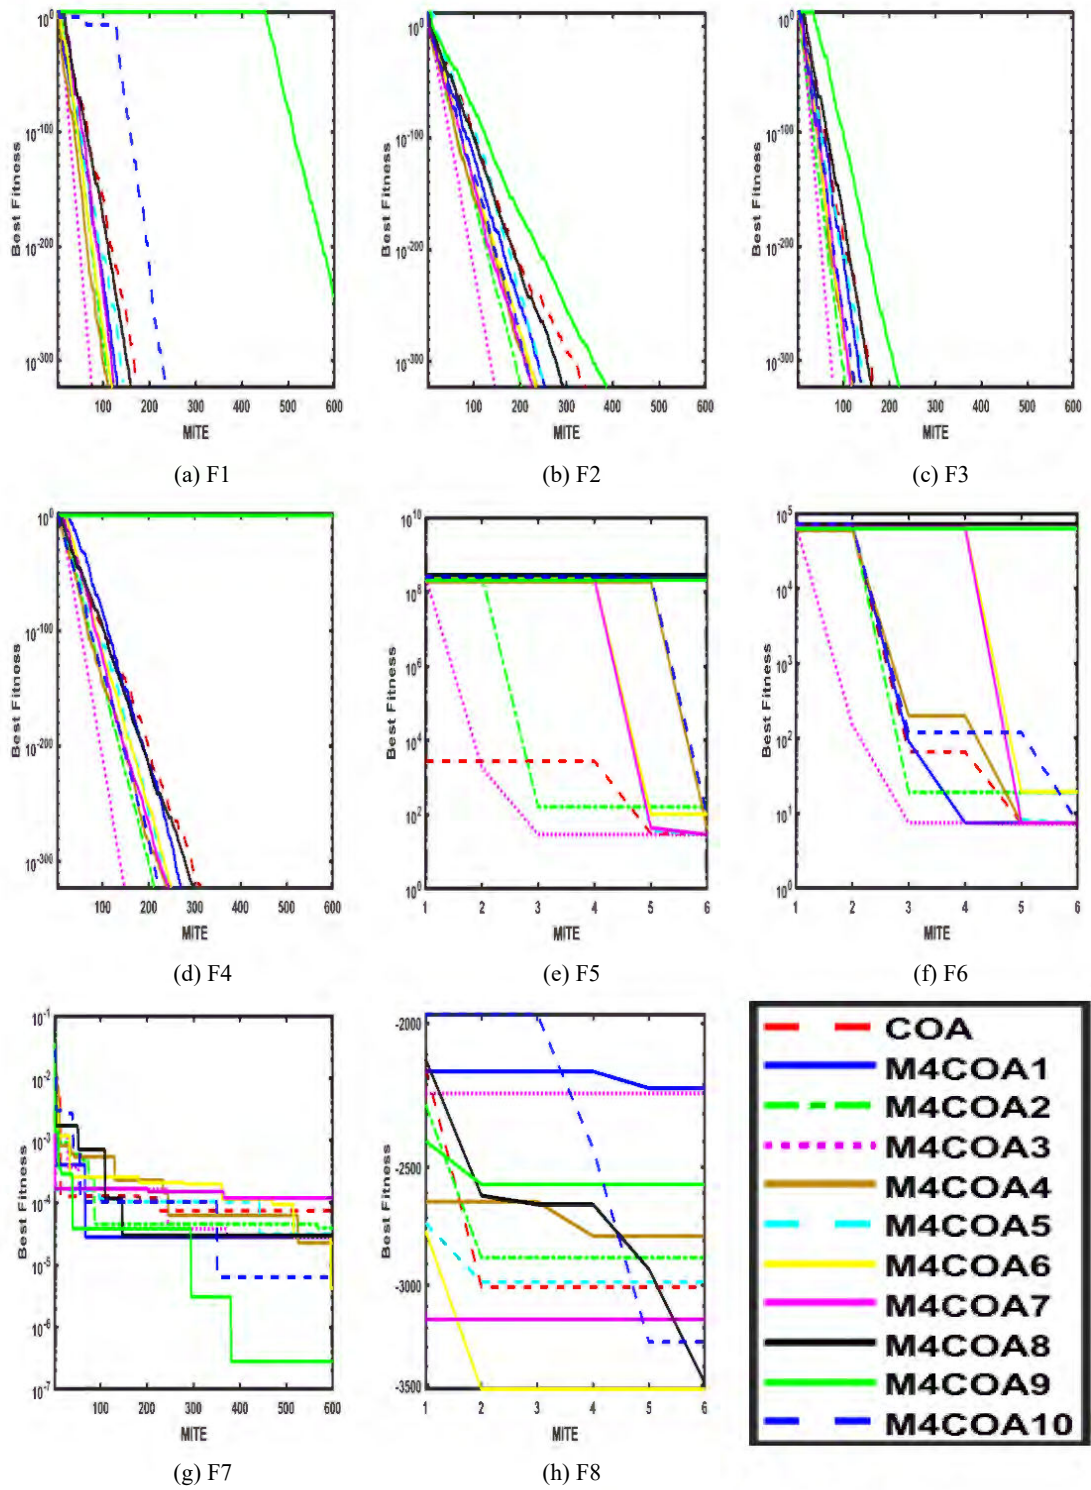 10^0
10^-100
10^-200
10^-300
Best Fitness
100 200 300 400 500 600
MITE
(a) F1
10^0
10^-100
10^-200
10^-300
Best Fitness
100 200 300 400 500 600
MITE
(b) F2
10^0
10^-100
10^-200
10^-300
Best Fitness
100 200 300 400 500 600
MITE
(c) F3
10^0
10^-100
10^-200
10^-300
Best Fitness
100 200 300 400 500 600
MITE
(d) F4
10^10
10^8
10^6
10^4
10^2
10^0
Best Fitness
1 2 3 4 5 6
MITE
(e) F5
10^5
10^4
10^3
10^2
10^1
10^0
Best Fitness
1 2 3 4 5 6
MITE
(f) F6
10^-1
10^-2
10^-3
10^-4
10^-5
10^-6
10^-7
Best Fitness
100 200 300 400 500 600
MITE
(g) F7
-2000
-2500
-3000
-3500
Best Fitness
1 2 3 4 5 6
MITE
(h) F8
COA
M4COA1
M4COA2
M4COA3
M4COA4
M4COA5
M4COA6
M4COA7
M4COA8
M4COA9
M4COA10